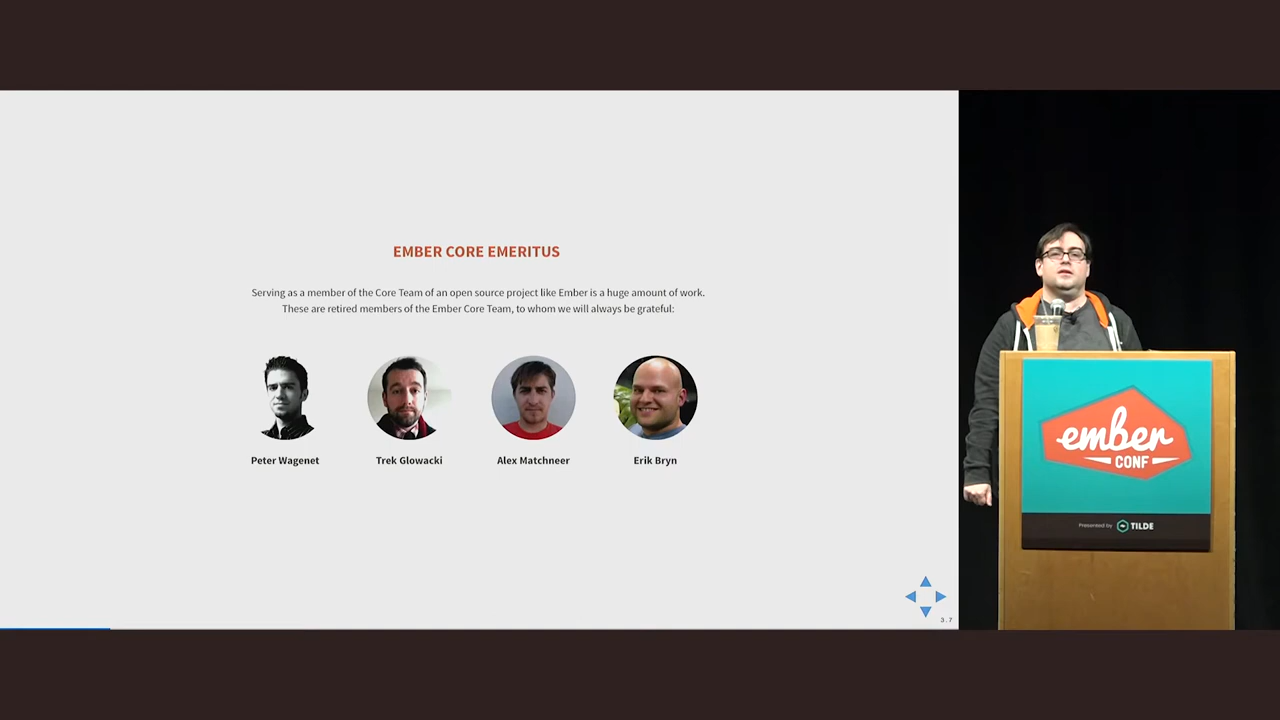 EMBER CORE EMERITUS
Serving as a member of the Core Team of an open source project like Ember is a huge amount of work.
These are retired members of the Ember Core Team, to whom we will always be grateful:
Peter Wagenet
Trek Glowacki
Alex Matchneer
Erik Bryn
3.7
ember
CONF
Presented by TILDE